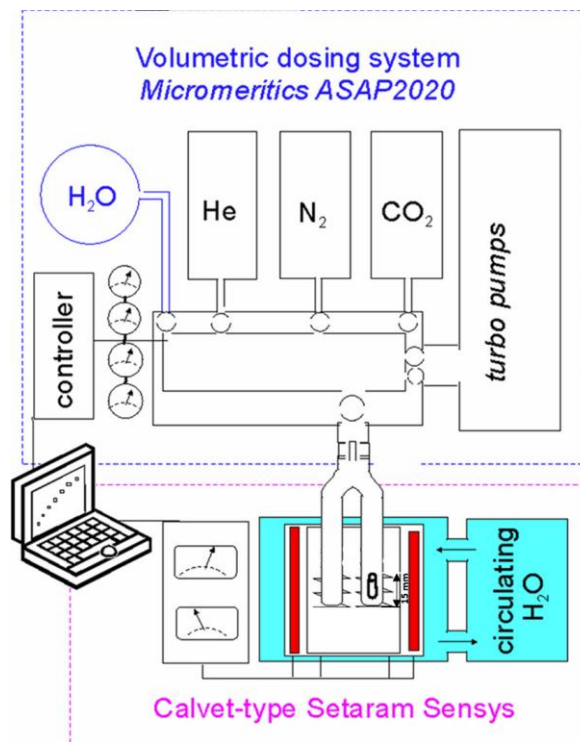 Volumetric dosing system
Micromeritics ASAP2020
H₂O
He
N₂
CO₂
turbo pumps
controller
15 mm
circulating
H₂O
Calvet-type Setaram Sensys